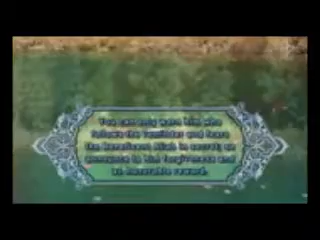 You can only warn him who
follows the reminder and fears
the Beneficent Allah in secret; so
announce to him forgiveness and
an honorable reward.